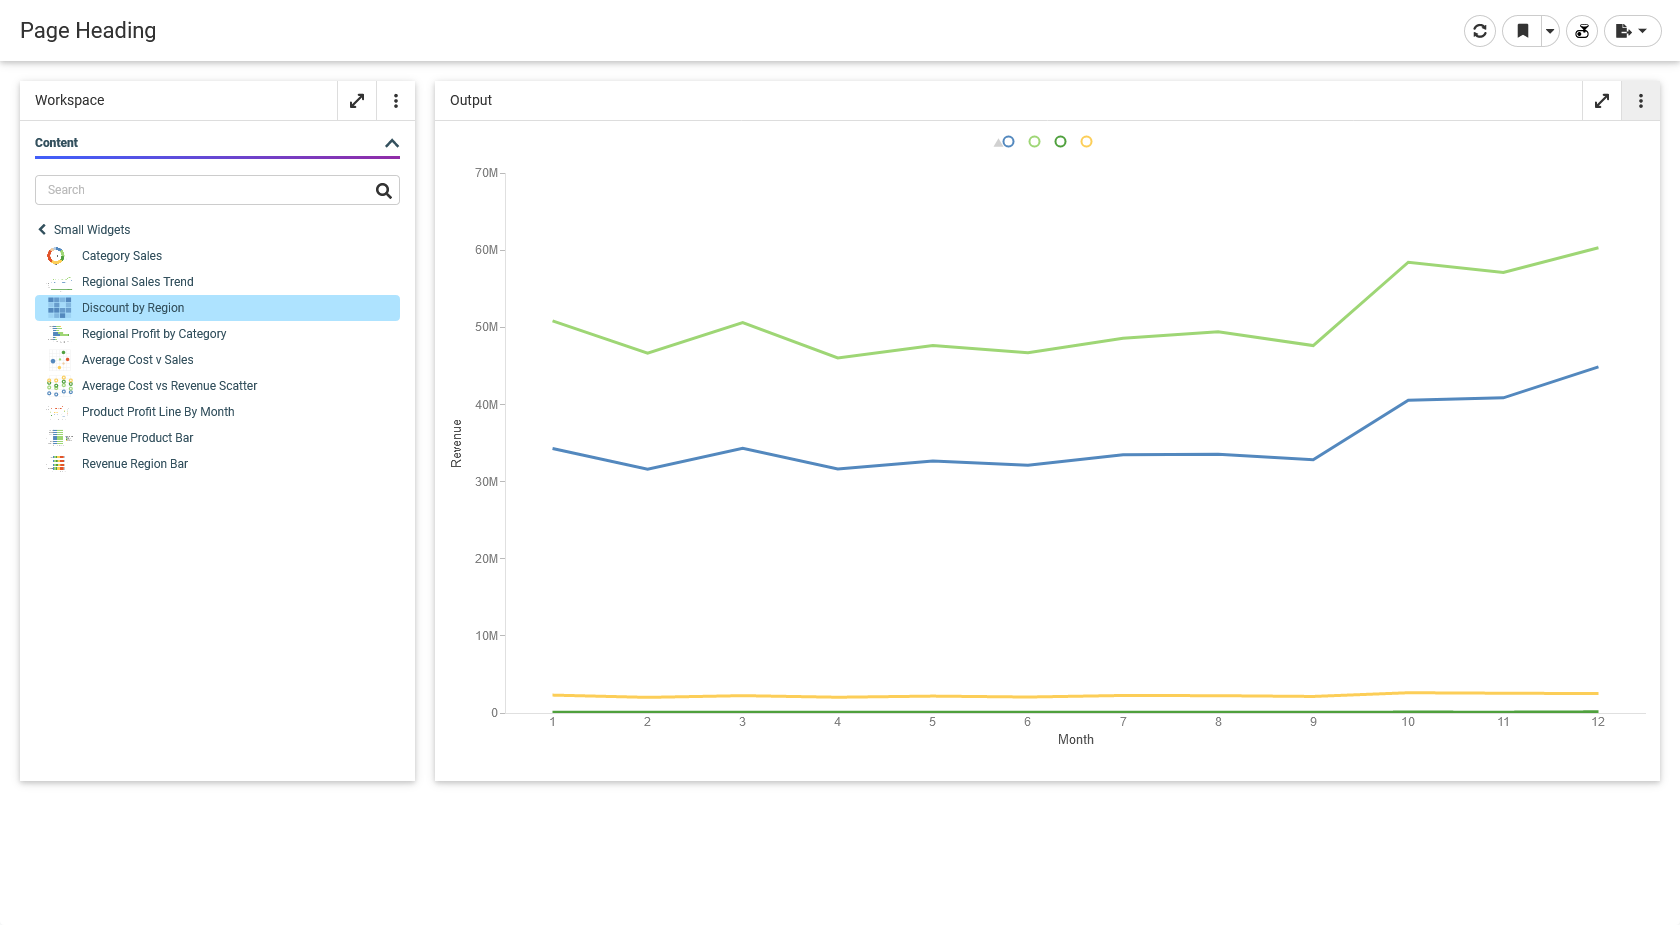 Page Heading
Workspace
Content
Search
Small Widgets
Category Sales
Regional Sales Trend
Discount by Region
Regional Profit by Category
Average Cost v Sales
Average Cost vs Revenue Scatter
Product Profit Line By Month
Revenue Product Bar
Revenue Region Bar
Output
70M
60M
50M
40M
30M
20M
10M
0
Revenue
1 2 3 4 5 6 7 8 9 10 11 12
Month